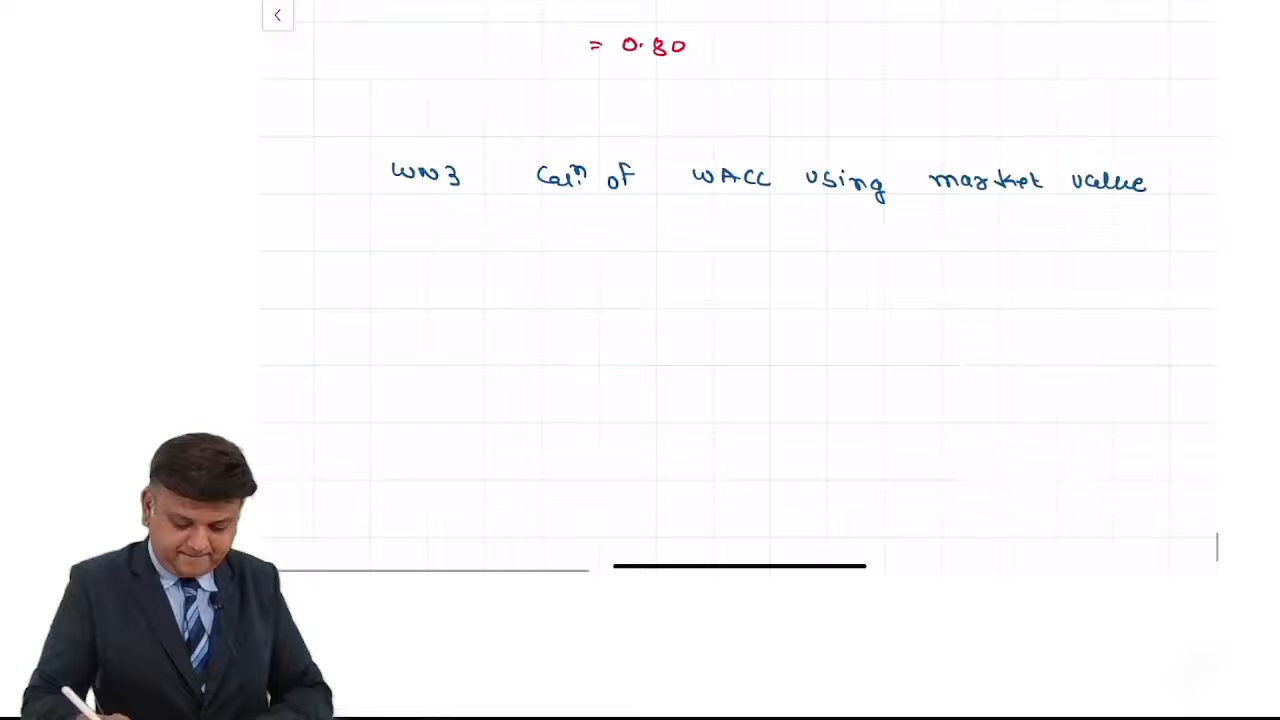 = 0.80
WN3 Calⁿ. of WACC using market value